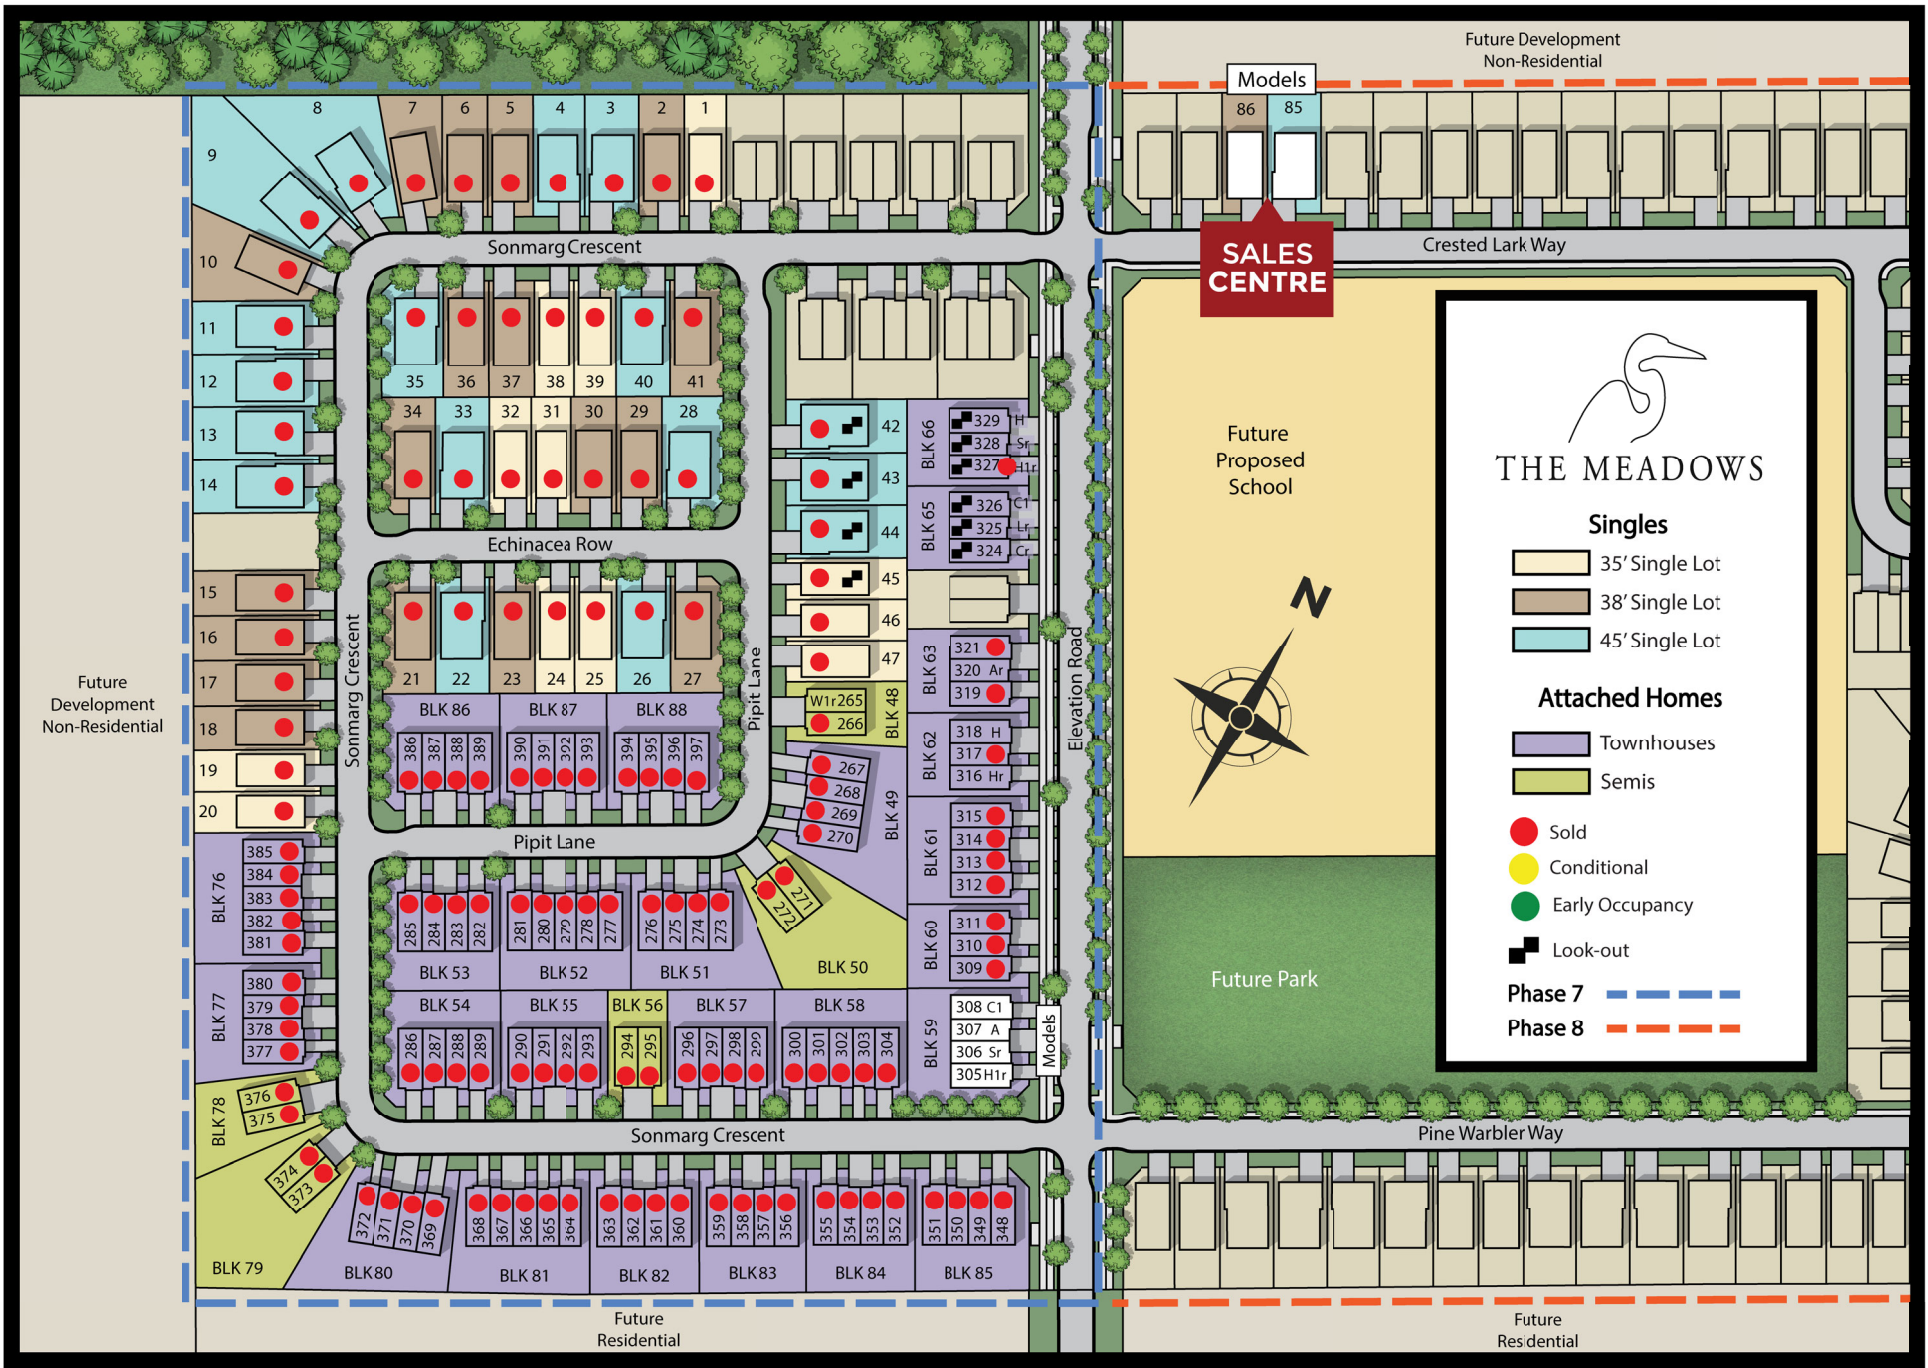 Future Development
Non-Residential
Models
86 85
9 8 7 6 5 4 3 2 1
10
Sonmarg Crescent
Crested Lark Way
SALES
CENTRE
11
12
13
14
35 36 37 38 39 40 41
34 33 32 31 30 29 28
Echinacea Row
42
43
44
45
46
47
BLK 66
329 H
328 Sr
327 H1r
BLK 65
326 C1
325 Lr
324 Cr
Future
Proposed
School
THE MEADOWS
Singles
35' Single Lot
38' Single Lot
45' Single Lot
Attached Homes
Townhouses
Semis
Sold
Conditional
Early Occupancy
Look-out
Phase 7
Phase 8
N
15
16
17
18
19
20
Sonmarg Crescent
21 22 23 24 25 26 27
BLK 86 BLK 87 BLK 88
386 387 388 389 390 391 392 393 394 395 396 397
Pipit Lane
Pipit Lane
W1r 265
266
BLK 48
267
268
269
270
BLK 49
BLK 63
321
320 Ar
319
BLK 62
318 H
317
316 Hr
BLK 61
315
314
313
312
BLK 60
311
310
309
Elevation Road
Future
Development
Non-Residential
BLK 76
385
384
383
382
381
BLK 77
380
379
378
377
285 284 283 282 281 280 279 278 277 276 275 274 273
271
272
BLK 53 BLK 52 BLK 51 BLK 50
BLK 54 BLK 55 BLK 56 BLK 57 BLK 58
286 287 288 289 290 291 292 293 294 295 296 297 298 299 300 301 302 303 304
BLK 59
308 C1
307 A
306 Sr
305 H1r
Models
Future Park
BLK 78
376
375
374
373
Sonmarg Crescent
Pine Warbler Way
372 371 370 369 368 367 366 365 364 363 362 361 360 359 358 357 356 355 354 353 352 351 350 349 348
BLK 79 BLK 80 BLK 81 BLK 82 BLK 83 BLK 84 BLK 85
Future
Residential
Future
Residential